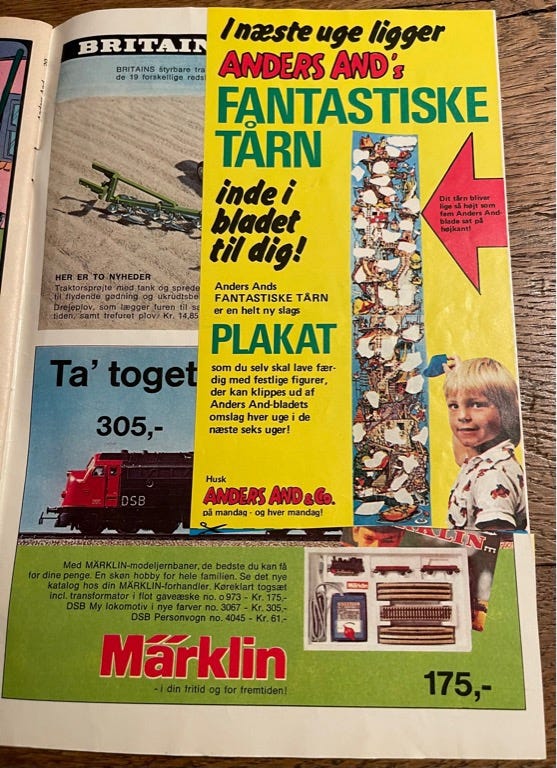 BRITAIN
BRITAINS styrbare tra
de 19 forskellige reds
HER ER TO NYHEDER
Traktorsprøjte med tank og sprede
til flydende gødning og ukrudtsbe
Drejeplov, som lægger furen til sa
tiden, samt trefuret plov. Kr. 14,85
Ta' toget
305,-
DSB
I næste uge ligger
ANDERS AND's
FANTASTISKE
TÅRN
inde i
bladet
til dig!
Dit tårn bliver
lige så højt som
fem Anders And-
blade sat på
højkant!
Anders Ands
FANTASTISKE TÅRN
er en helt ny slags
PLAKAT
som du selv skal lave fær-
dig med festlige figurer,
der kan klippes ud af
Anders And-bladets
omslag hver uge i de
næste seks uger!
Husk
ANDERS AND & Co.
på mandag - og hver mandag!
Med MÄRKLIN-modeljernbaner, de bedste du kan få
for dine penge. En skøn hobby for hele familien. Se det nye
katalog hos din MÄRKLIN-forhandler. Køreklart togsæt
incl. transformator i flot gaveæske no. 0973 - Kr. 175,-
DSB My lokomotiv i nye farver no. 3067 - Kr. 305,-
DSB Personvogn no. 4045 - Kr. 61,-
Märklin
- i din fritid og for fremtiden!
175,-